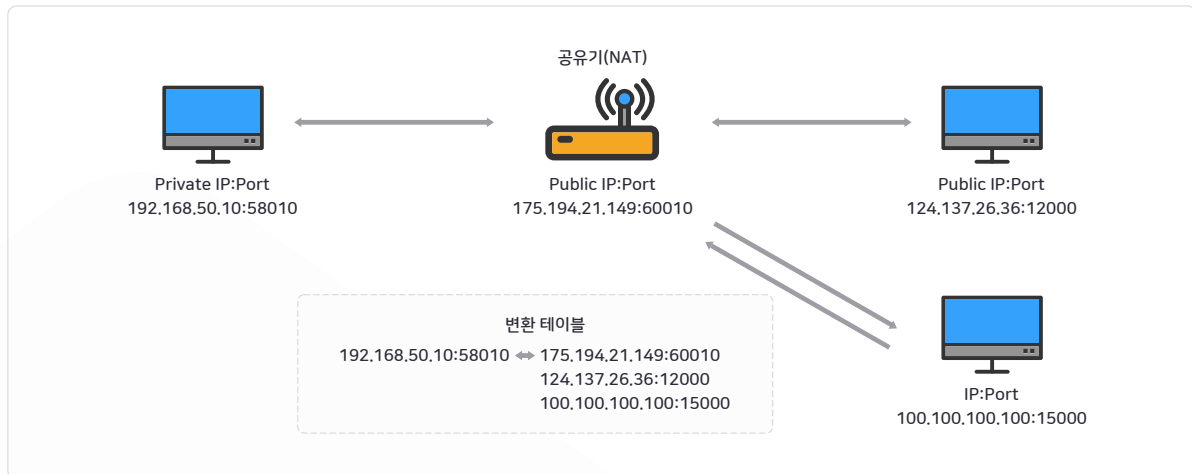 공유기(NAT)
Private IP:Port
192.168.50.10:58010
Public IP:Port
175.194.21.149:60010
Public IP:Port
124.137.26.36:12000
변환 테이블
192.168.50.10:58010 ⇔ 175.194.21.149:60010
124.137.26.36:12000
100.100.100.100:15000
IP:Port
100.100.100.100:15000